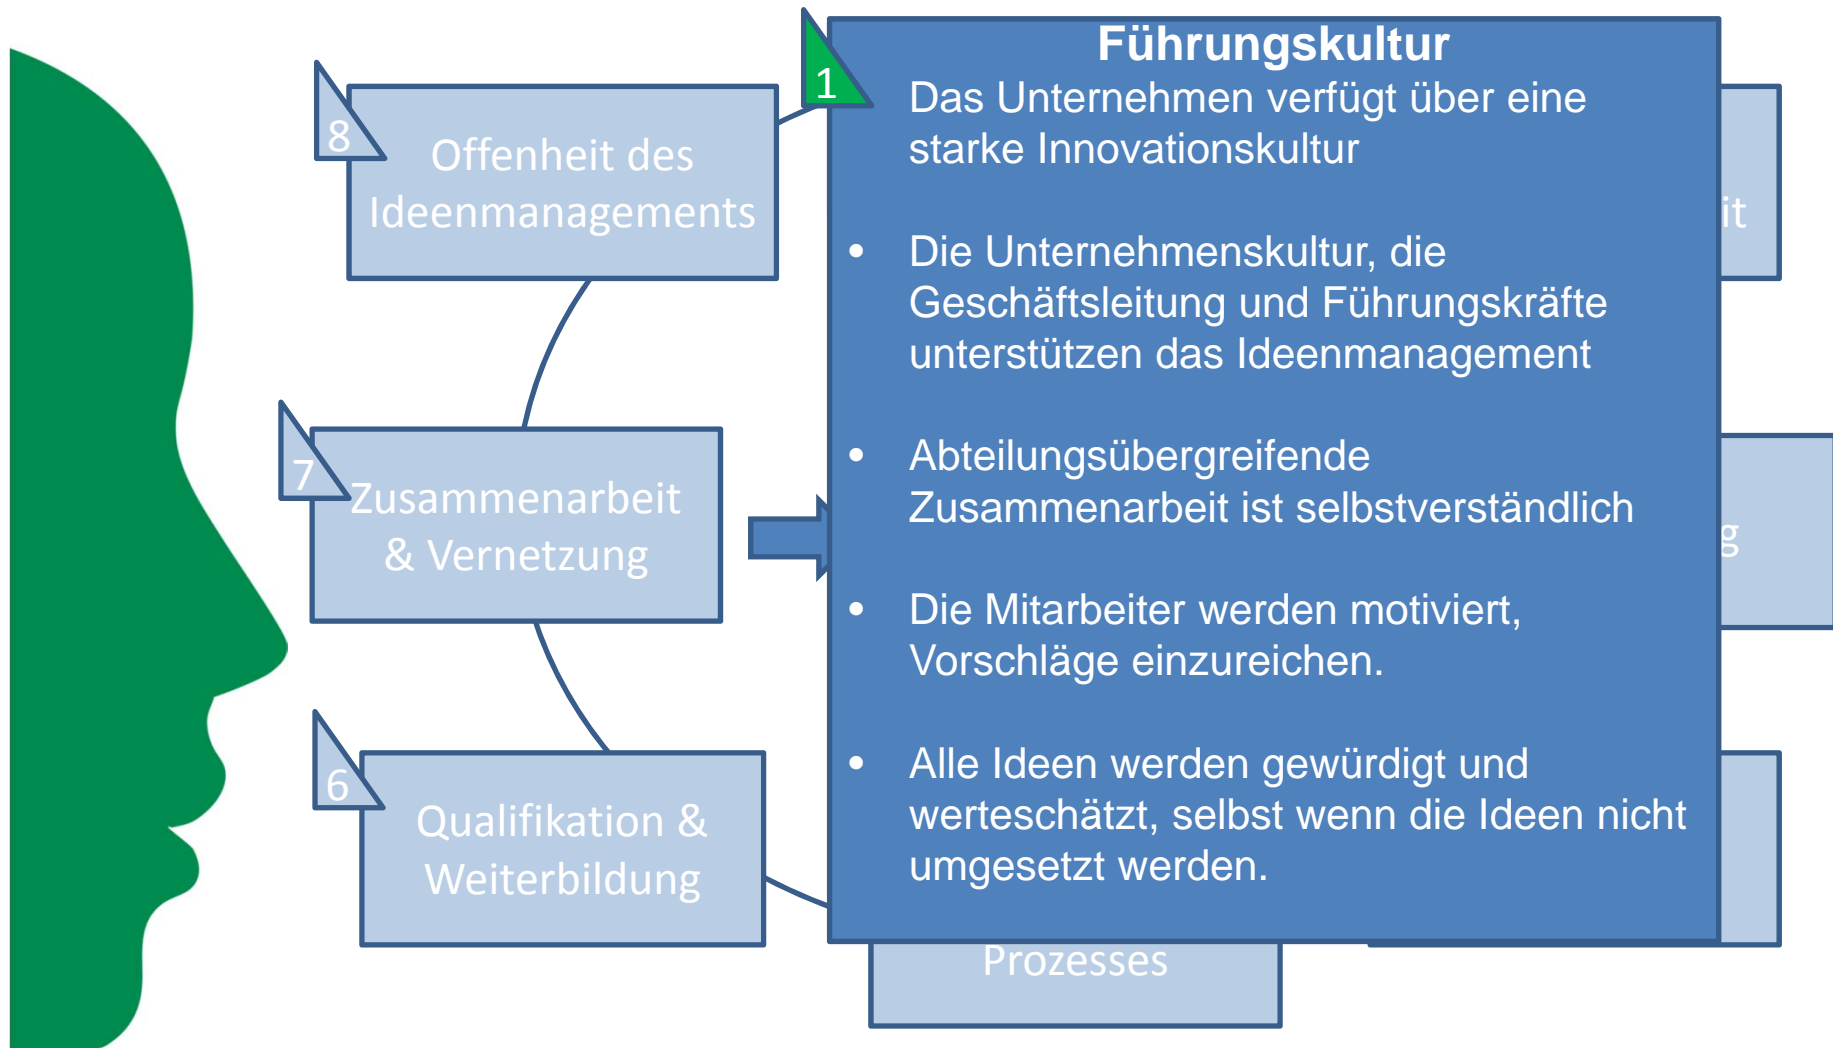 8
Offenheit des
Ideenmanagements
7
Zusammenarbeit
& Vernetzung
6
Qualifikation &
Weiterbildung
1
Führungskultur
Das Unternehmen verfügt über eine
starke Innovationskultur
• Die Unternehmenskultur, die
Geschäftsleitung und Führungskräfte
unterstützen das Ideenmanagement
• Abteilungsübergreifende
Zusammenarbeit ist selbstverständlich
• Die Mitarbeiter werden motiviert,
Vorschläge einzureichen.
• Alle Ideen werden gewürdigt und
werteschätzt, selbst wenn die Ideen nicht
umgesetzt werden.
it
g
Prozesses